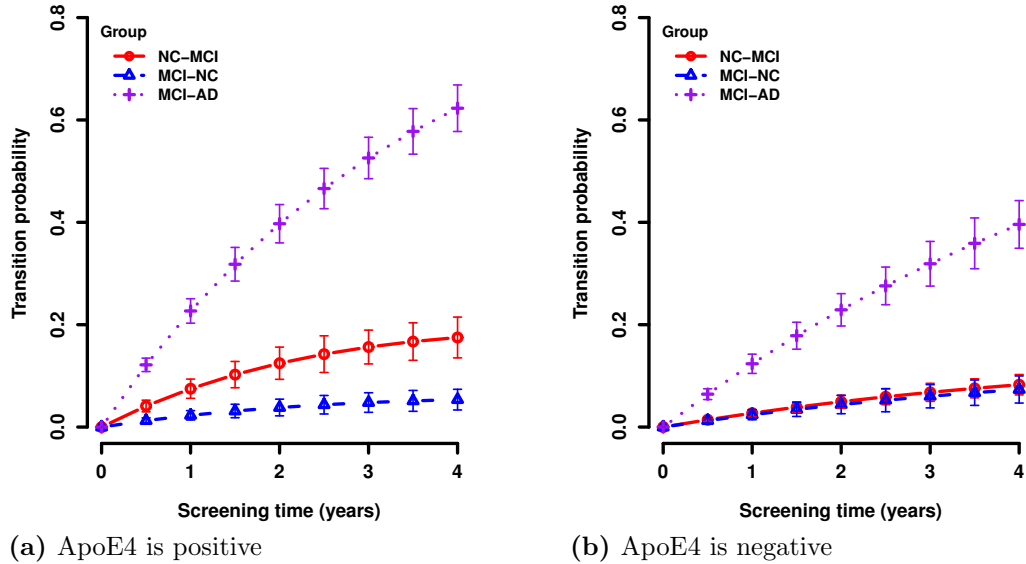 Group
NC−MCI
MCI−NC
MCI−AD
Transition probability
0.0
0.2
0.4
0.6
0.8
0 1 2 3 4
Screening time (years)
(a) ApoE4 is positive
Group
NC−MCI
MCI−NC
MCI−AD
Transition probability
0.0
0.2
0.4
0.6
0.8
0 1 2 3 4
Screening time (years)
(b) ApoE4 is negative